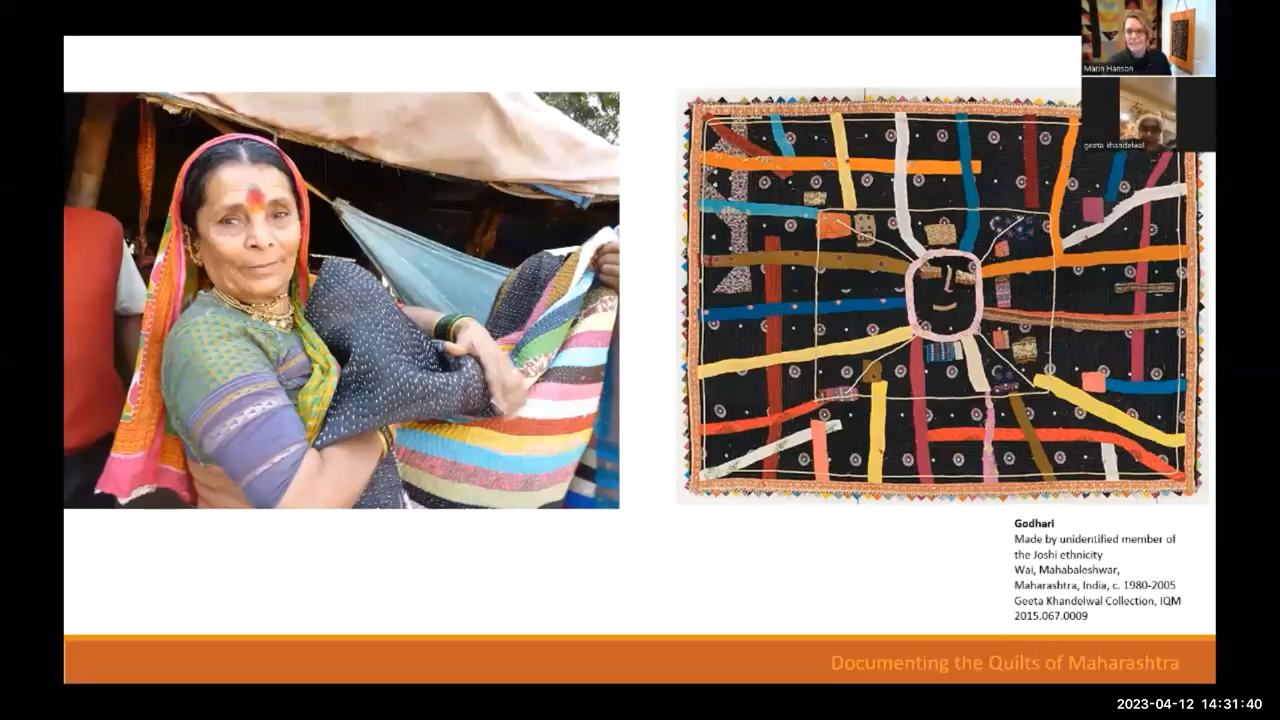 Marin Hanson
geeta khandelwal
Godhari
Made by unidentified member of
the Joshi ethnicity
Wai, Mahabaleshwar,
Maharashtra, India, c. 1980-2005
Geeta Khandelwal Collection, IQM
2015.067.0009
Documenting the Quilts of Maharashtra
2023-04-12 14:31:40